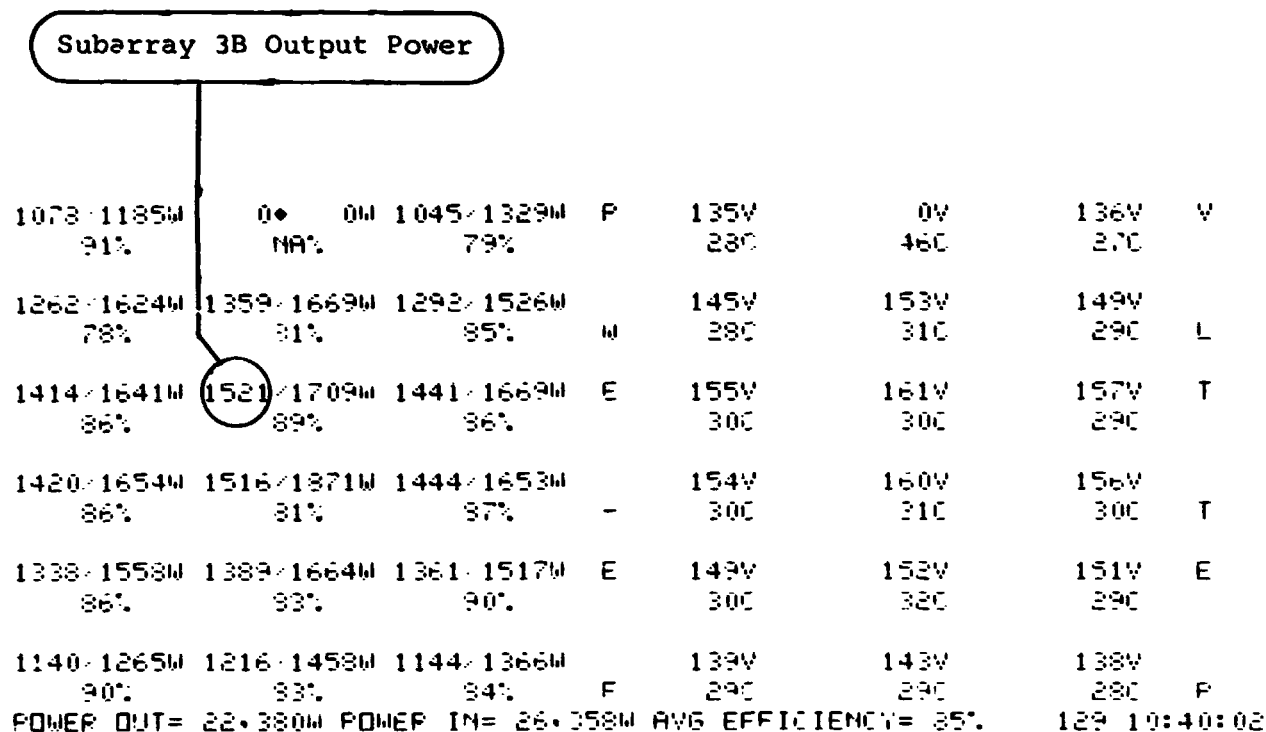 Subarray 3B Output Power
1078/1185W 0/ 0W 1045/1329W P 135V 0V 136V V
91% NA% 79% 28C 46C 27C
1262/1624W 1359/1669W 1292/1526W 145V 153V 149V
78% 81% 85% W 28C 31C 29C L
1414/1641W 1521/1709W 1441/1669W E 155V 161V 157V T
86% 89% 86% 30C 30C 29C
1420/1654W 1516/1871W 1444/1653W 154V 160V 156V
86% 81% 87% - 30C 31C 30C T
1338/1558W 1389/1664W 1361/1517W E 149V 152V 151V E
86% 83% 90% 30C 32C 29C
1140/1265W 1216/1458W 1144/1366W 139V 143V 138V
90% 83% 84% F 29C 29C 28C P
POWER OUT= 22,380W POWER IN= 26,358W AVG EFFICIENCY= 85% 129 10:40:02